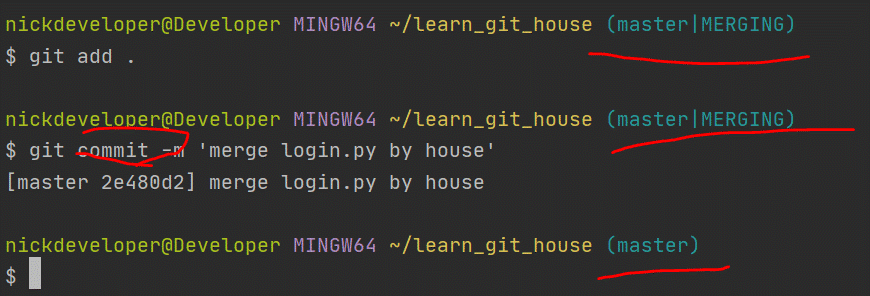 nickdeveloper@Developer MINGW64 ~/learn_git_house (master|MERGING)
$ git add .
nickdeveloper@Developer MINGW64 ~/learn_git_house (master|MERGING)
$ git commit -m 'merge login.py by house'
[master 2e480d2] merge login.py by house
nickdeveloper@Developer MINGW64 ~/learn_git_house (master)
$